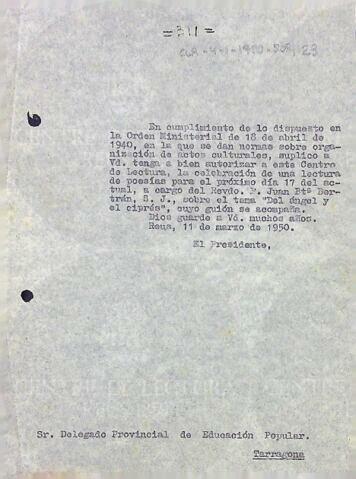 =311=
En cumplimiento de lo dispuesto en
la Orden Ministerial de 18 de abril de
1940, en la que se dan normas sobre orga-
nización de actos culturales, suplico a
Vd. tenga a bien autorizar a este Centro
de Lectura, la celebración de una lectura
de poesías para el próximo día 17 del ac-
tual, a cargo del Revdo. P. Juan Btª Ber-
trán, S. J., sobre el tema "Del ángel y
el ciprés", cuyo guión se acompaña.
Dios guarde a Vd. muchos años.
Reus, 11 de marzo de 1950.
El Presidente,
Sr. Delegado Provincial de Educación Popular.
Tarragona